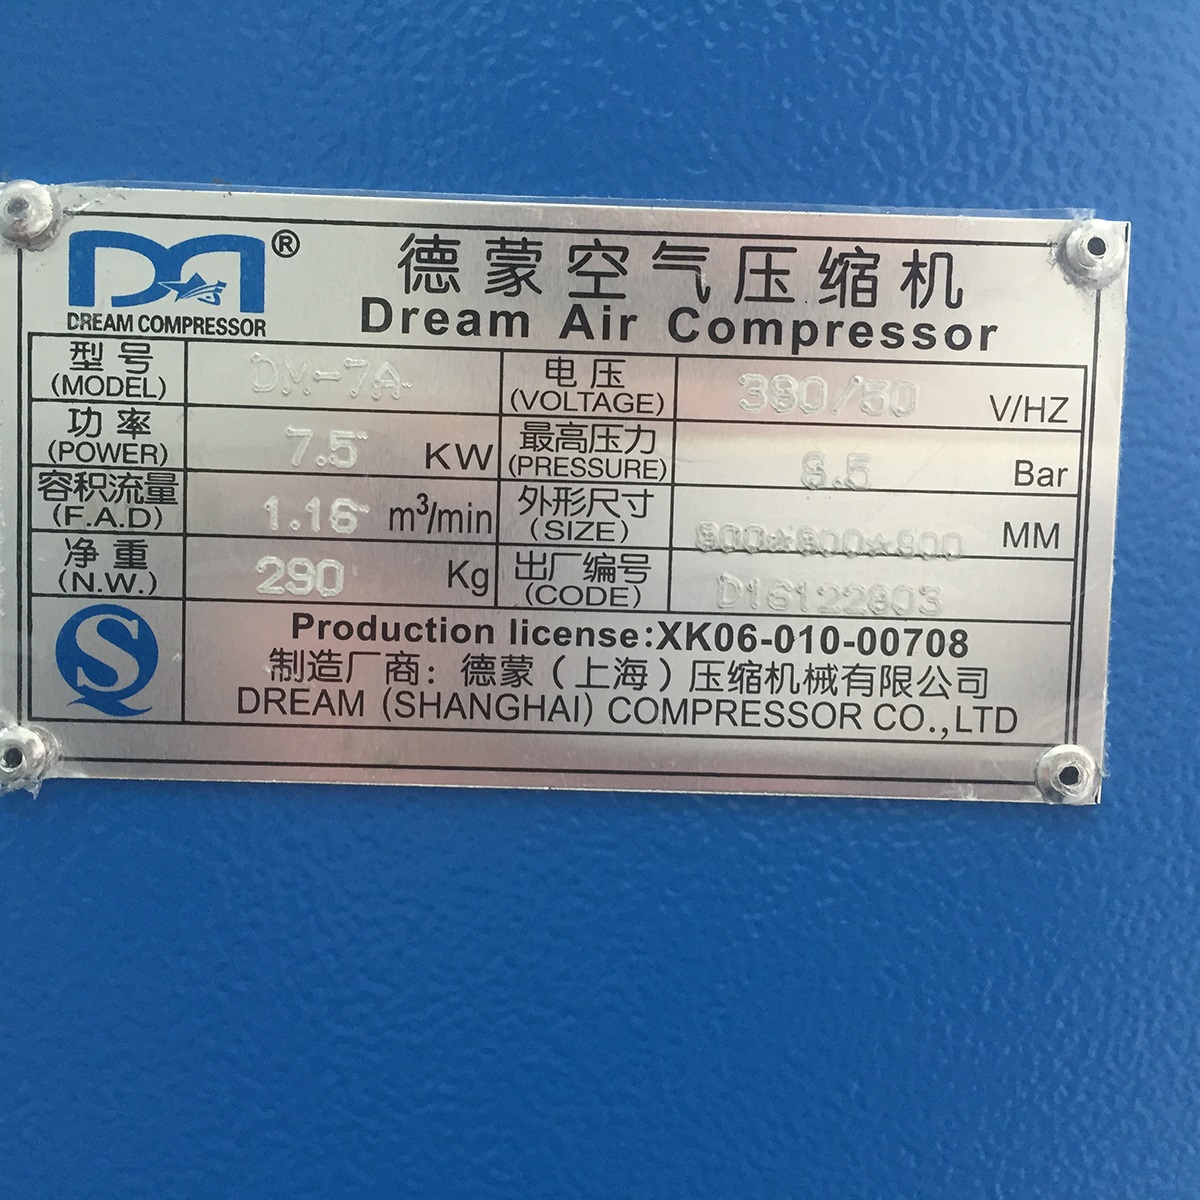 DM ®
DREAM COMPRESSOR
德蒙空气压缩机
Dream Air Compressor
型号 (MODEL) DM-7A 电压 (VOLTAGE) 380/50 V/HZ
功率 (POWER) 7.5 KW 最高压力 (PRESSURE) 8.5 Bar
容积流量 (F.A.D) 1.16 m³/min 外形尺寸 (SIZE) MM
净重 (N.W.) 290 Kg 出厂编号 (CODE)
Production license:XK06-010-00708
制造厂商：德蒙（上海）压缩机械有限公司
DREAM (SHANGHAI) COMPRESSOR CO.,LTD